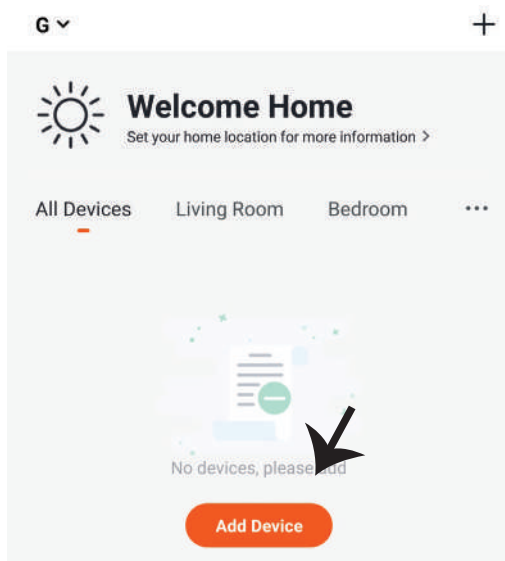 G
Welcome Home
Set your home location for more information >
All Devices Living Room Bedroom ...
No devices, please add
Add Device